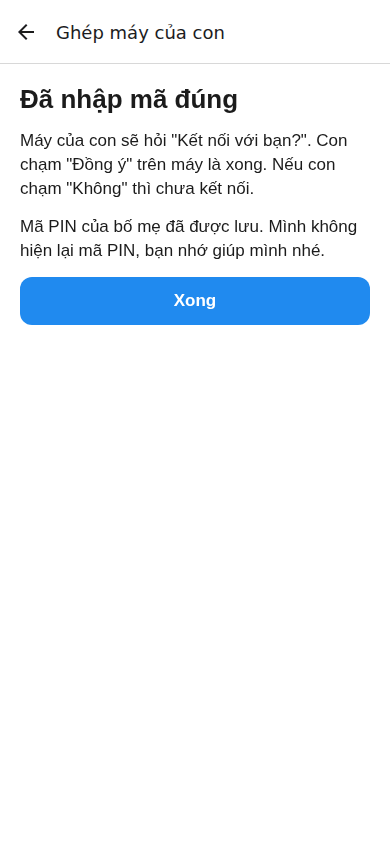 Ghép máy của con
Đã nhập mã đúng
Máy của con sẽ hỏi "Kết nối với bạn?". Con
chạm "Đồng ý" trên máy là xong. Nếu con
chạm "Không" thì chưa kết nối.
Mã PIN của bố mẹ đã được lưu. Mình không
hiện lại mã PIN, bạn nhớ giúp mình nhé.
Xong